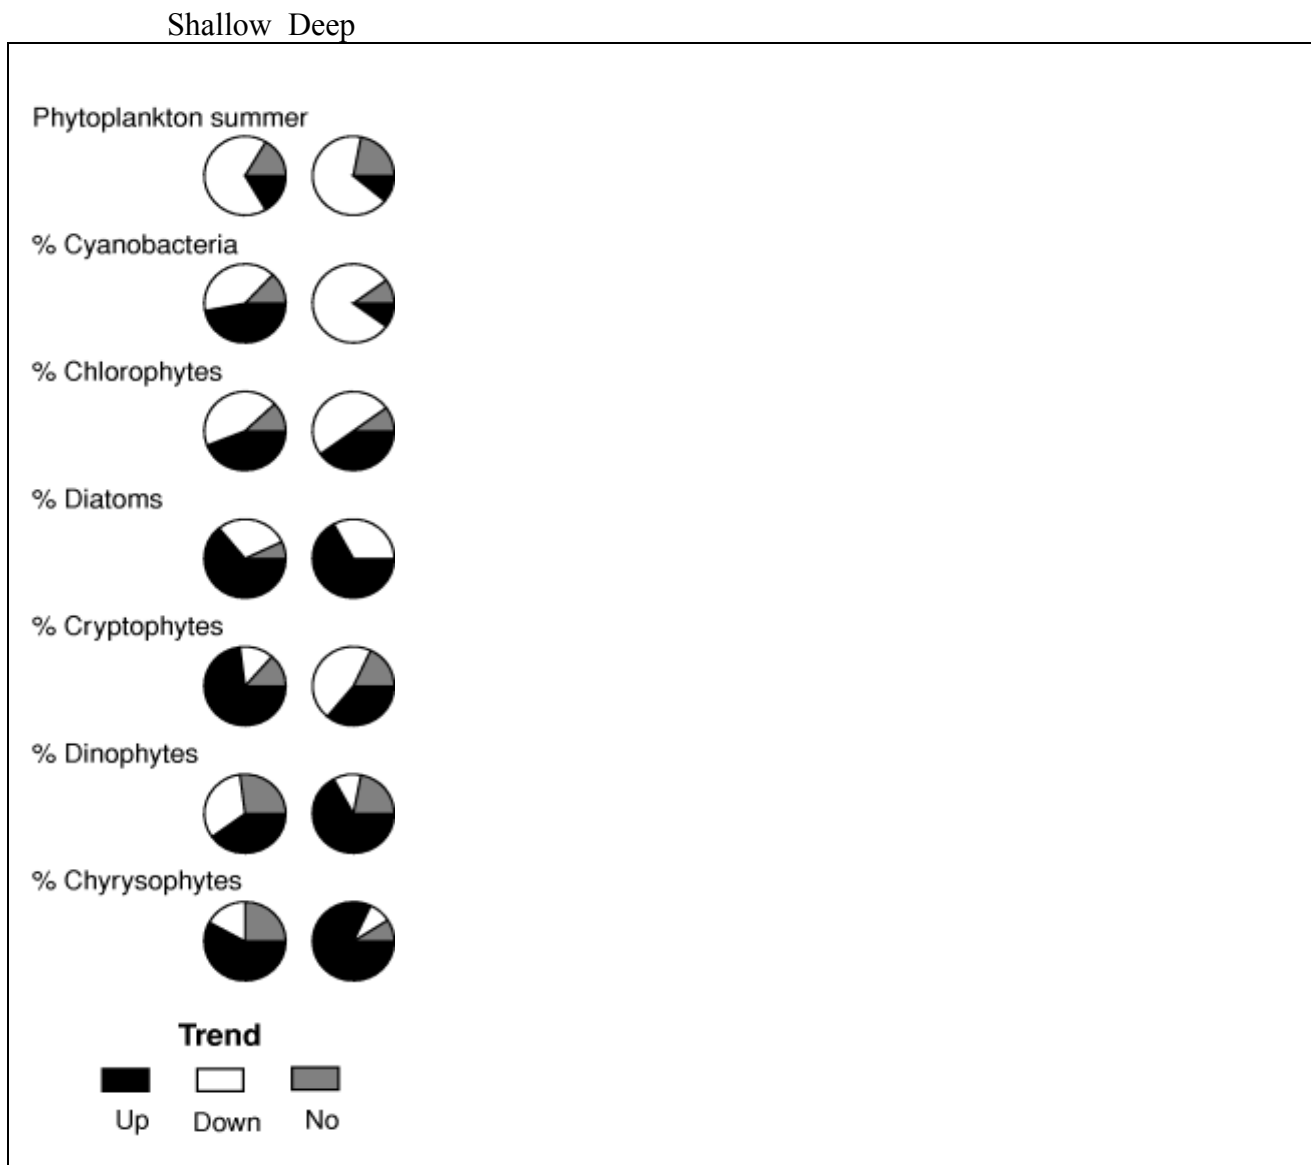 Shallow Deep
Phytoplankton summer
% Cyanobacteria
% Chlorophytes
% Diatoms
% Cryptophytes
% Dinophytes
% Chyrysophytes
Trend
Up Down No